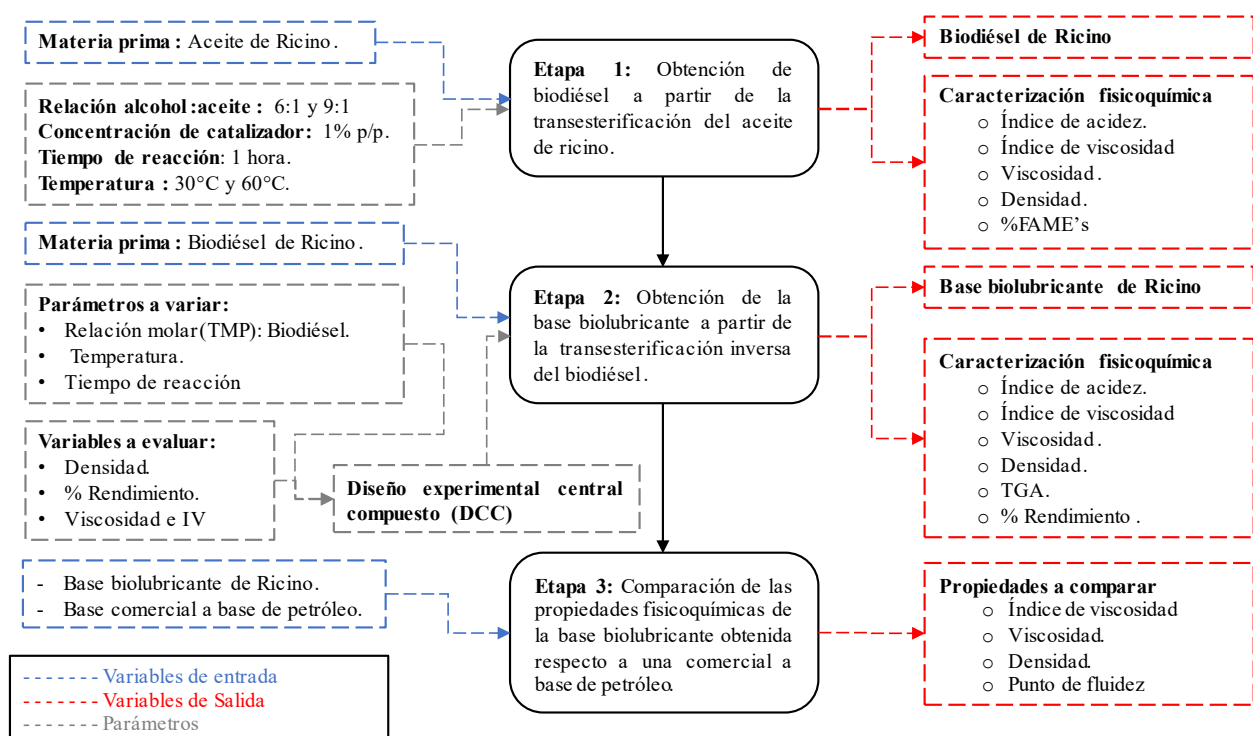 Materia prima : Aceite de Ricino.
Relación alcohol :aceite : 6:1 y 9:1
Concentración de catalizador: 1% p/p.
Tiempo de reacción: 1 hora.
Temperatura : 30°C y 60°C.
Etapa 1: Obtención de
biodiésel a partir de la
transesterificación del aceite
de ricino.
Biodiésel de Ricino
Caracterización fisicoquímica
o Índice de acidez.
o Índice de viscosidad
o Viscosidad.
o Densidad.
o %FAME's
Materia prima: Biodiésel de Ricino.
Parámetros a variar:
• Relación molar (TMP): Biodiésel.
• Temperatura.
• Tiempo de reacción
Variables a evaluar:
• Densidad.
• % Rendimiento.
• Viscosidad e IV
Diseño experimental central
compuesto (DCC)
Etapa 2: Obtención de la
base biolubricante a partir de
la transesterificación inversa
del biodiésel.
Base biolubricante de Ricino
Caracterización fisicoquímica
o Índice de acidez.
o Índice de viscosidad
o Viscosidad.
o Densidad.
o TGA.
o % Rendimiento.
- Base biolubricante de Ricino.
- Base comercial a base de petróleo.
Etapa 3: Comparación de las
propiedades fisicoquímicas de
la base biolubricante obtenida
respecto a una comercial a
base de petróleo.
Propiedades a comparar
o Índice de viscosidad
o Viscosidad.
o Densidad.
o Punto de fluidez
------- Variables de entrada
------- Variables de Salida
------- Parámetros